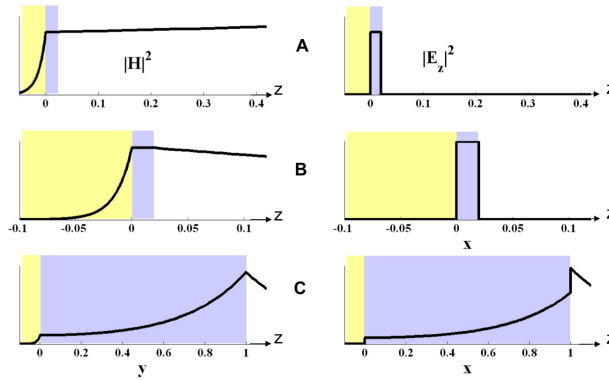 |H|² A |E_z|²
0 0.1 0.2 0.3 0.4 Z 0 0.1 0.2 0.3 0.4 Z
B
-0.1 -0.05 0 0.05 0.1 Z -0.1 -0.05 0 0.05 0.1 Z
x
C
0 0.2 0.4 0.6 0.8 1 Z 0 0.2 0.4 0.6 0.8 1 Z
y x